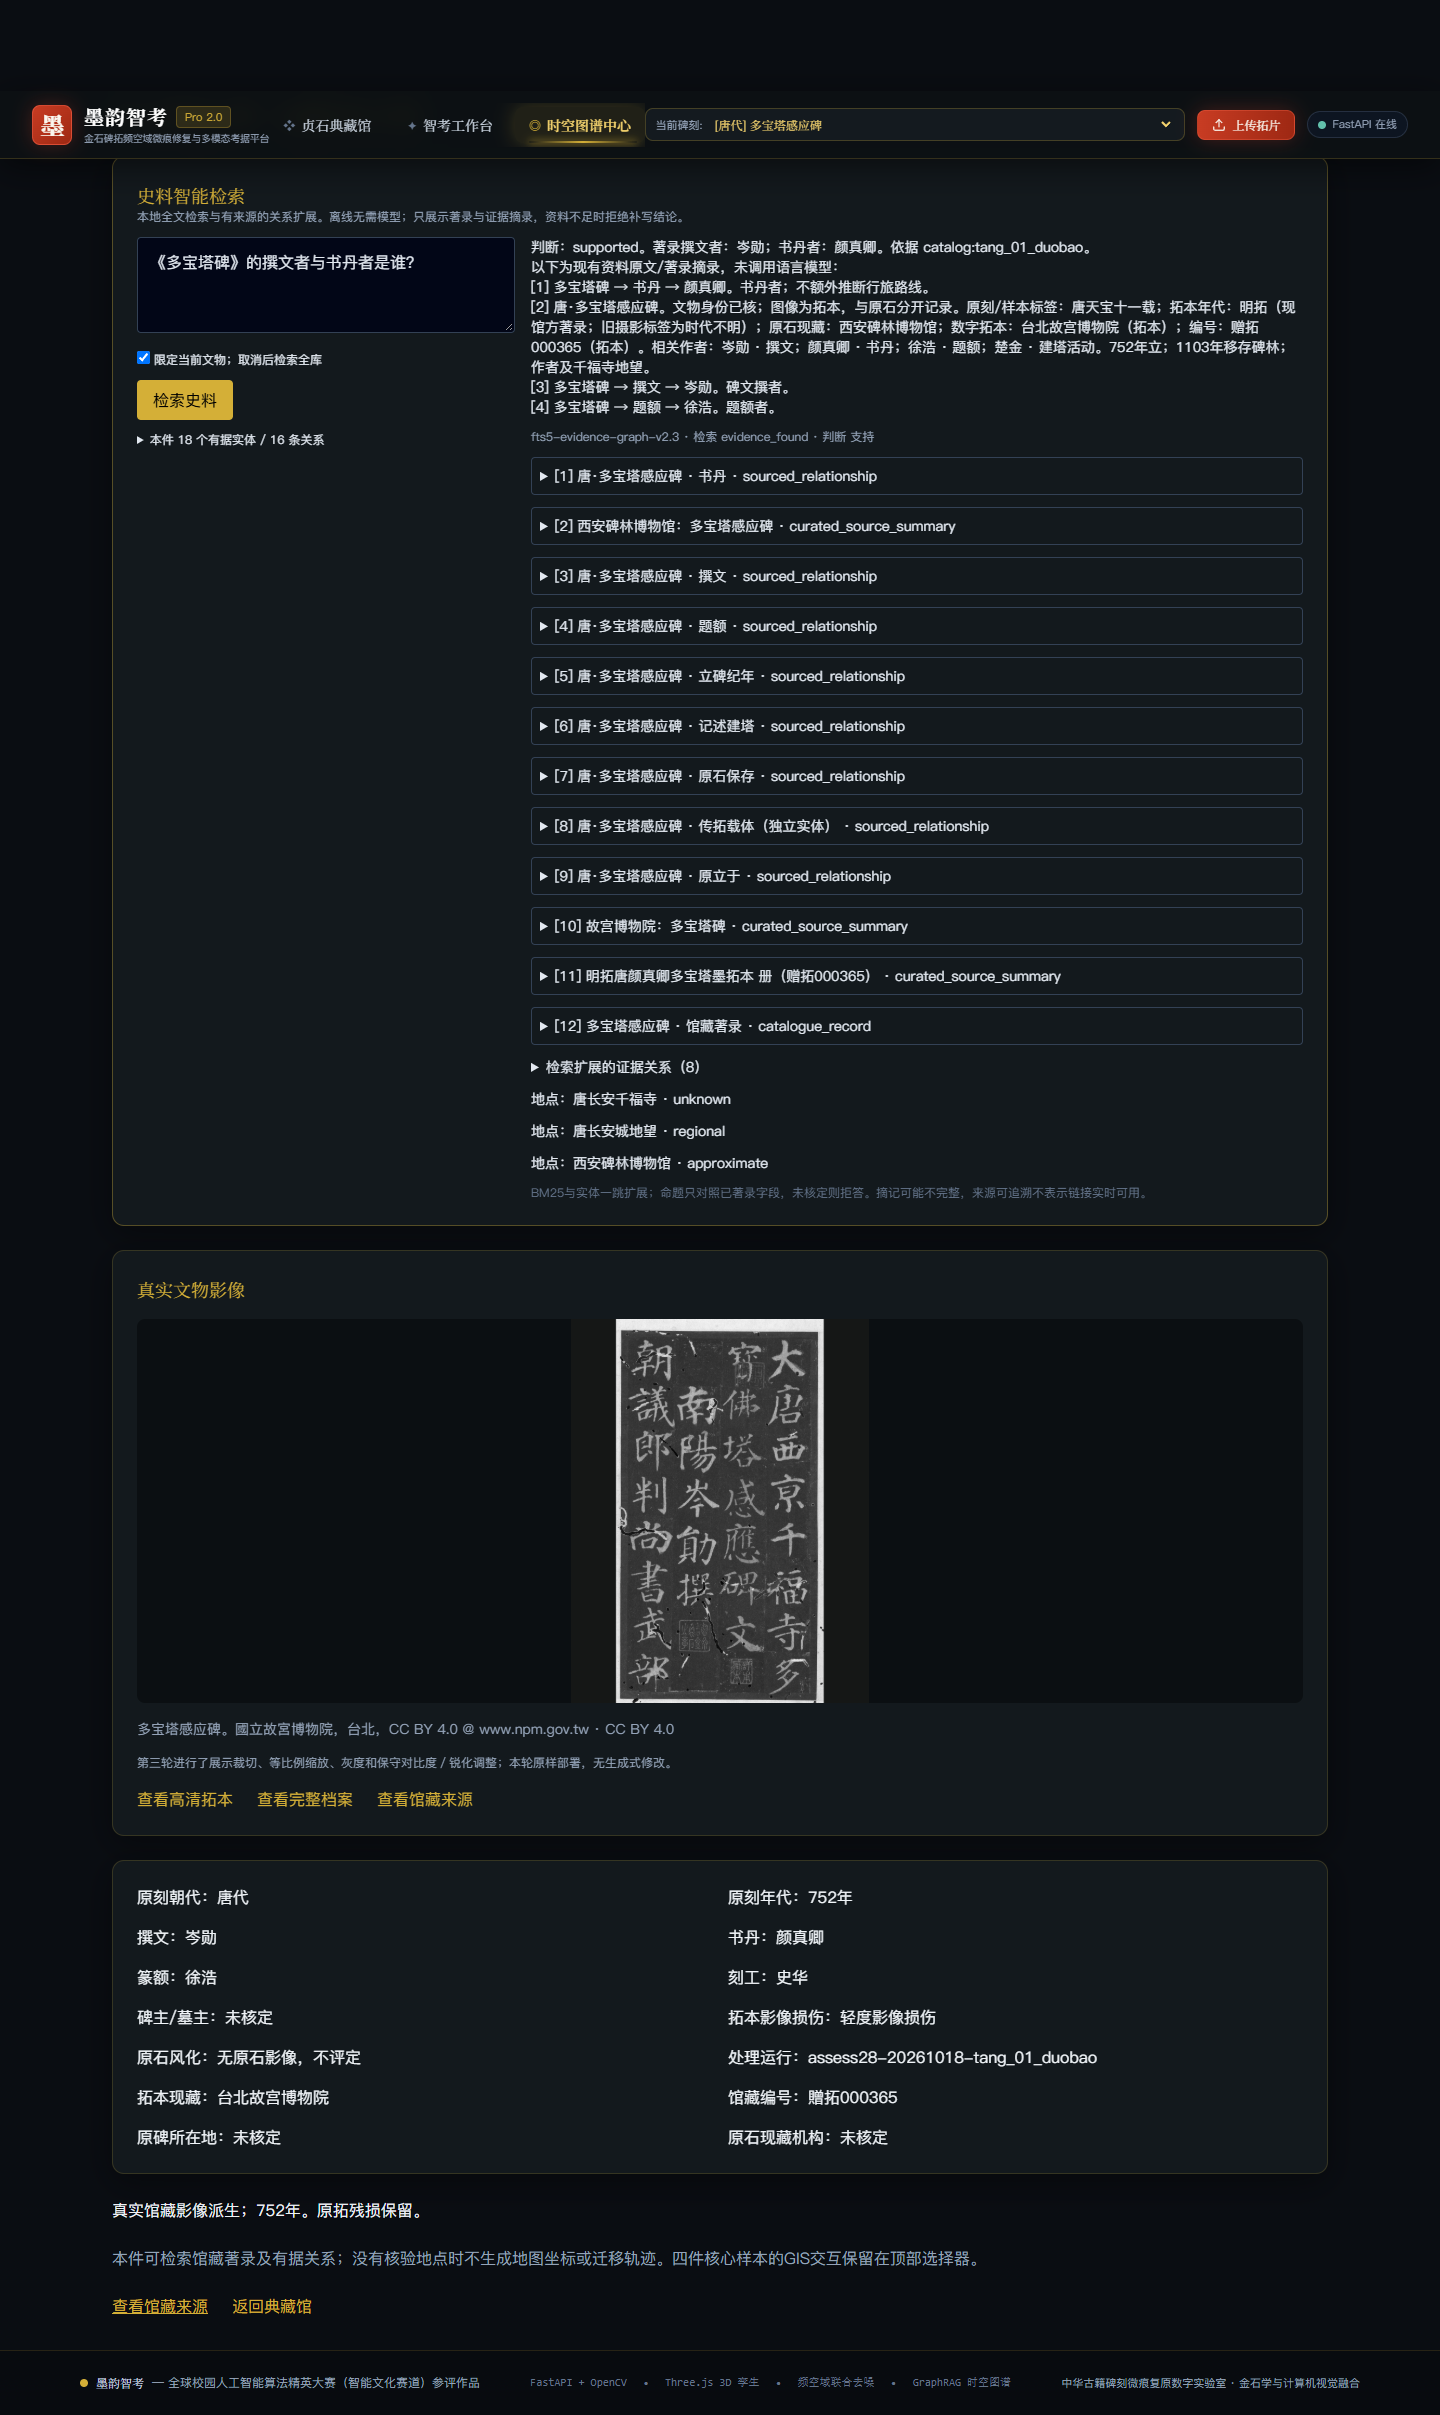 墨
墨韵智考 Pro 2.0
金石碑拓频空域微痕修复与多模态考据平台
贞石典藏馆
智考工作台
时空图谱中心
当前碑刻: [唐代] 多宝塔感应碑
上传拓片
FastAPI 在线
史料智能检索
本地全文检索与有来源的关系扩展。离线无需模型；只展示著录与证据摘录，资料不足时拒绝补写结论。
《多宝塔碑》的撰文者与书丹者是谁？
限定当前文物；取消后检索全库
检索史料
本件 18 个有据实体 / 16 条关系
判断：supported。著录撰文者：岑勋；书丹者：颜真卿。依据 catalog:tang_01_duobao。
以下为现有资料原文/著录摘录，未调用语言模型：
[1] 多宝塔碑 → 书丹 → 颜真卿。书丹者；不额外推断行旅路线。
[2] 唐·多宝塔感应碑。文物身份已核；图像为拓本，与原石分开记录。原刻/样本标签：唐天宝十一载；拓本年代：明拓（现
馆方著录；旧摄影标签为时代不明）；原石现藏：西安碑林博物馆；数字拓本：台北故宫博物院（拓本）；编号：赠拓
000365（拓本）。相关作者：岑勋 · 撰文；颜真卿 · 书丹；徐浩 · 题额；楚金 · 建塔活动。752年立；1103年移存碑林；
作者及千福寺地望。
[3] 多宝塔碑 → 撰文 → 岑勋。碑文撰者。
[4] 多宝塔碑 → 题额 → 徐浩。题额者。
fts5-evidence-graph-v2.3 · 检索 evidence_found · 判断 支持
[1] 唐·多宝塔感应碑 · 书丹 · sourced_relationship
[2] 西安碑林博物馆：多宝塔感应碑 · curated_source_summary
[3] 唐·多宝塔感应碑 · 撰文 · sourced_relationship
[4] 唐·多宝塔感应碑 · 题额 · sourced_relationship
[5] 唐·多宝塔感应碑 · 立碑纪年 · sourced_relationship
[6] 唐·多宝塔感应碑 · 记述建塔 · sourced_relationship
[7] 唐·多宝塔感应碑 · 原石保存 · sourced_relationship
[8] 唐·多宝塔感应碑 · 传拓载体（独立实体） · sourced_relationship
[9] 唐·多宝塔感应碑 · 原立于 · sourced_relationship
[10] 故宫博物院：多宝塔碑 · curated_source_summary
[11] 明拓唐颜真卿多宝塔墨拓本 册（赠拓000365） · curated_source_summary
[12] 多宝塔感应碑 · 馆藏著录 · catalogue_record
检索扩展的证据关系（8）
地点：唐长安千福寺 · unknown
地点：唐长安城地望 · regional
地点：西安碑林博物馆 · approximate
BM25与实体一跳扩展；命题只对照已著录字段，未核定则拒答。摘记可能不完整，来源可追溯不表示链接实时可用。
真实文物影像
大唐西京千福寺多
寶佛塔感應碑文
南陽岑勛撰
朝議郎判尚書武部
多宝塔感应碑。國立故宮博物院，台北，CC BY 4.0 @ www.npm.gov.tw · CC BY 4.0
第三轮进行了展示裁切、等比例缩放、灰度和保守对比度 / 锐化调整；本轮原样部署，无生成式修改。
查看高清拓本 查看完整档案 查看馆藏来源
原刻朝代：唐代
原刻年代：752年
撰文：岑勋
书丹：颜真卿
篆额：徐浩
刻工：史华
碑主/墓主：未核定
拓本影像损伤：轻度影像损伤
原石风化：无原石影像，不评定
处理运行：assess28-20261018-tang_01_duobao
拓本现藏：台北故宫博物院
馆藏编号：赠拓000365
原碑所在地：未核定
原石现藏机构：未核定
真实馆藏影像派生；752年。原拓残损保留。
本件可检索馆藏著录及有据关系；没有核验地点时不生成地图坐标或迁移轨迹。四件核心样本的GIS交互保留在顶部选择器。
查看馆藏来源 返回典藏馆
墨韵智考 — 全球校园人工智能算法精英大赛（智能文化赛道）参评作品
FastAPI + OpenCV • Three.js 3D 孪生 • 频空域联合去噪 • GraphRAG 时空图谱
中华古籍碑刻微痕复原数字实验室 · 金石学与计算机视觉融合